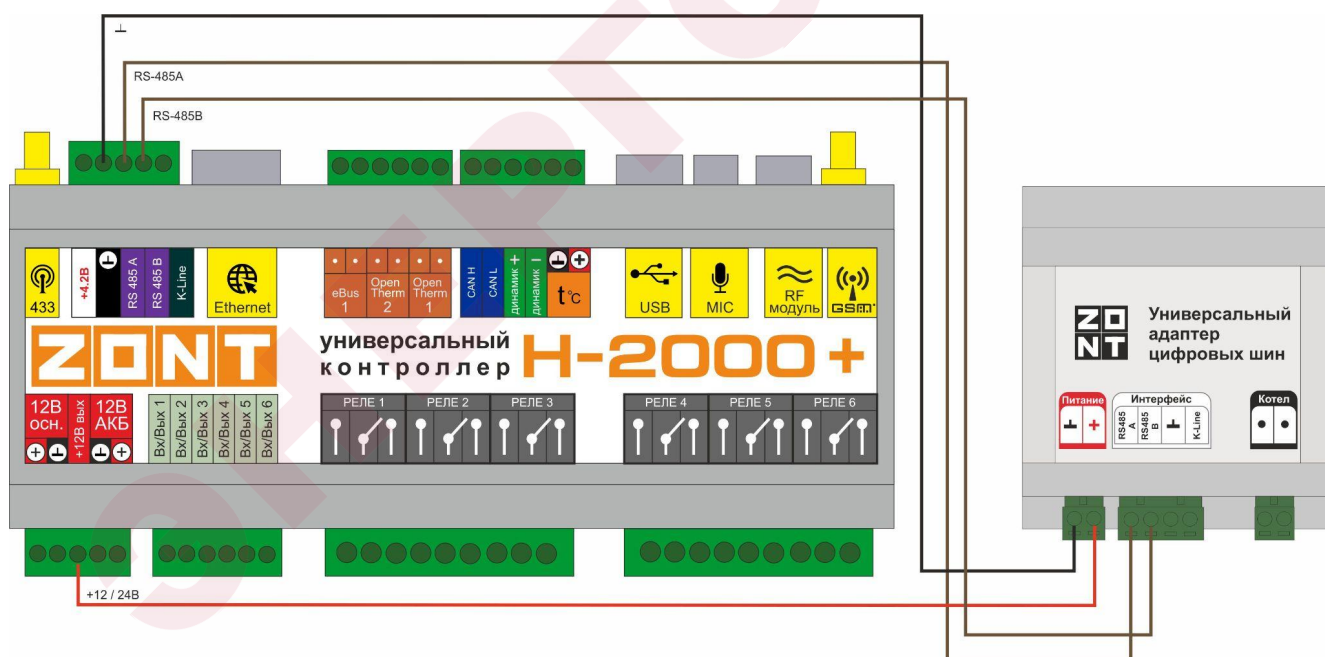 ⊥
RS-485A
RS-485B
433
+4.2В
RS 485 A
RS 485 B
K-Line
Ethernet
eBus 1
Open Therm 2
Open Therm 1
CAN H
CAN L
динамик +
динамик –
t°c
USB
MIC
RF модуль
GSM
ZONT
универсальный
контроллер
H-2000+
12В осн.
+12В вых
12В АКБ
Вх/Вых 1
Вх/Вых 2
Вх/Вых 3
Вх/Вых 4
Вх/Вых 5
Вх/Вых 6
РЕЛЕ 1
РЕЛЕ 2
РЕЛЕ 3
РЕЛЕ 4
РЕЛЕ 5
РЕЛЕ 6
+12 / 24В
ZONT
Универсальный
адаптер
цифровых шин
Питание
⊥ +
Интерфейс
RS485 A
RS485 B
⊥
K-Line
Котел
ЭНЕРГО